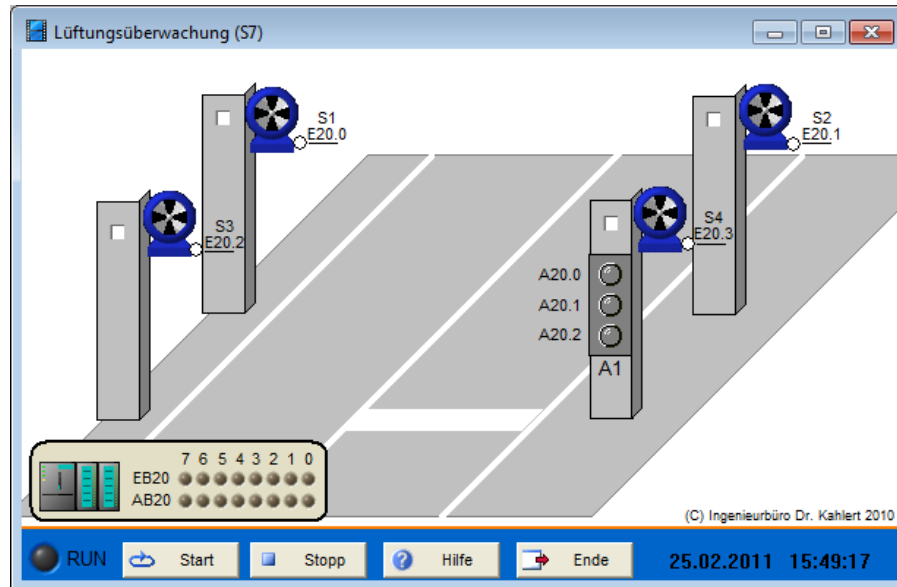 Lüftungsüberwachung (S7)
S1
E20.0
S2
E20.1
S3
E20.2
S4
E20.3
A20.0
A20.1
A20.2
A1
7 6 5 4 3 2 1 0
EB20
AB20
(C) Ingenieurbüro Dr. Kahlert 2010
RUN Start Stopp Hilfe Ende 25.02.2011 15:49:17